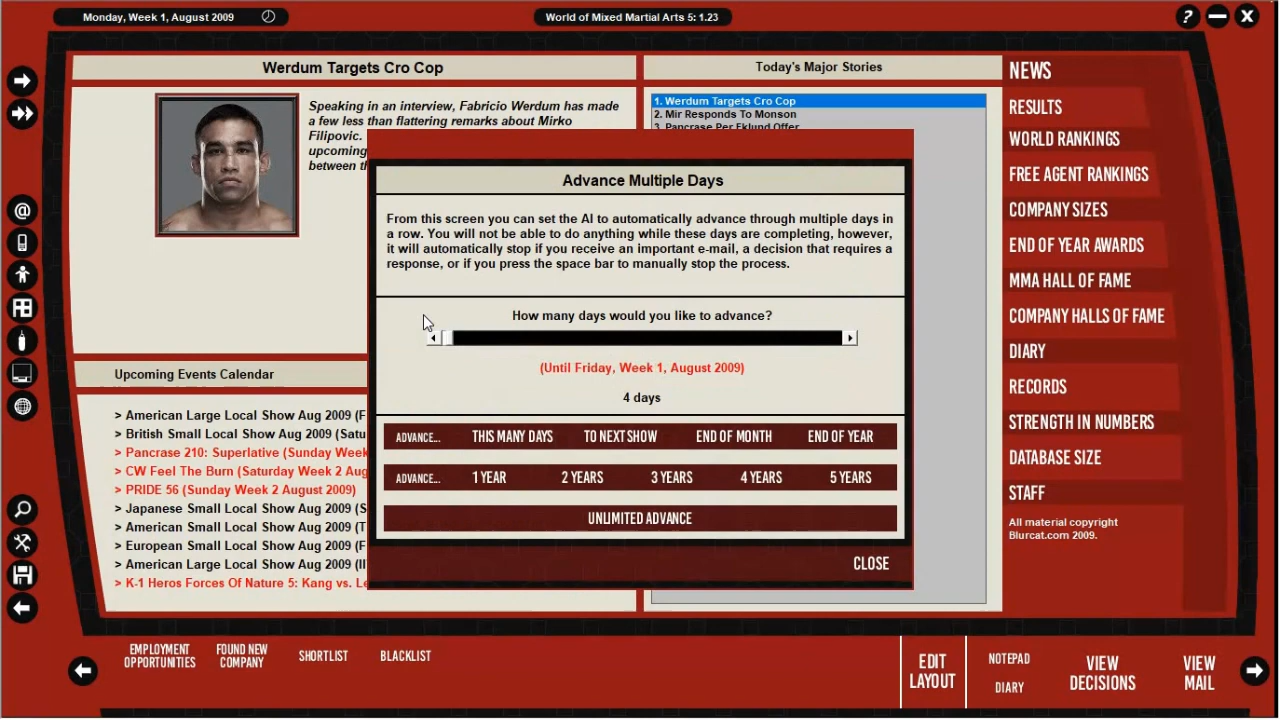 Monday, Week 1, August 2009
World of Mixed Martial Arts 5: 1.23
?
X
Werdum Targets Cro Cop
Speaking in an interview, Fabricio Werdum has made
a few less than flattering remarks about Mirko
Filipovic.
upcoming
between
Today's Major Stories
1. Werdum Targets Cro Cop
2. Mir Responds To Monson
3. Pancrase Per Eklund Offer
Advance Multiple Days
From this screen you can set the AI to automatically advance through multiple days in
a row. You will not be able to do anything while these days are completing, however,
it will automatically stop if you receive an important e-mail, a decision that requires a
response, or if you press the space bar to manually stop the process.
How many days would you like to advance?
(Until Friday, Week 1, August 2009)
4 days
ADVANCE... THIS MANY DAYS TO NEXT SHOW END OF MONTH END OF YEAR
ADVANCE... 1 YEAR 2 YEARS 3 YEARS 4 YEARS 5 YEARS
UNLIMITED ADVANCE
CLOSE
Upcoming Events Calendar
> American Large Local Show Aug 2009 (F
> British Small Local Show Aug 2009 (Satu
> Pancrase 210: Superlative (Sunday Week
> CW Feel The Burn (Saturday Week 2 Aug
> PRIDE 56 (Sunday Week 2 August 2009)
> Japanese Small Local Show Aug 2009 (S
> American Small Local Show Aug 2009 (T
> European Small Local Show Aug 2009 (F
> American Large Local Show Aug 2009 (II
> K-1 Heros Forces Of Nature 5: Kang vs. Le
NEWS
RESULTS
WORLD RANKINGS
FREE AGENT RANKINGS
COMPANY SIZES
END OF YEAR AWARDS
MMA HALL OF FAME
COMPANY HALLS OF FAME
DIARY
RECORDS
STRENGTH IN NUMBERS
DATABASE SIZE
STAFF
All material copyright
Blurcat.com 2009.
@
EMPLOYMENT
OPPORTUNITIES
FOUND NEW
COMPANY
SHORTLIST
BLACKLIST
EDIT
LAYOUT
NOTEPAD
DIARY
VIEW
DECISIONS
VIEW
MAIL